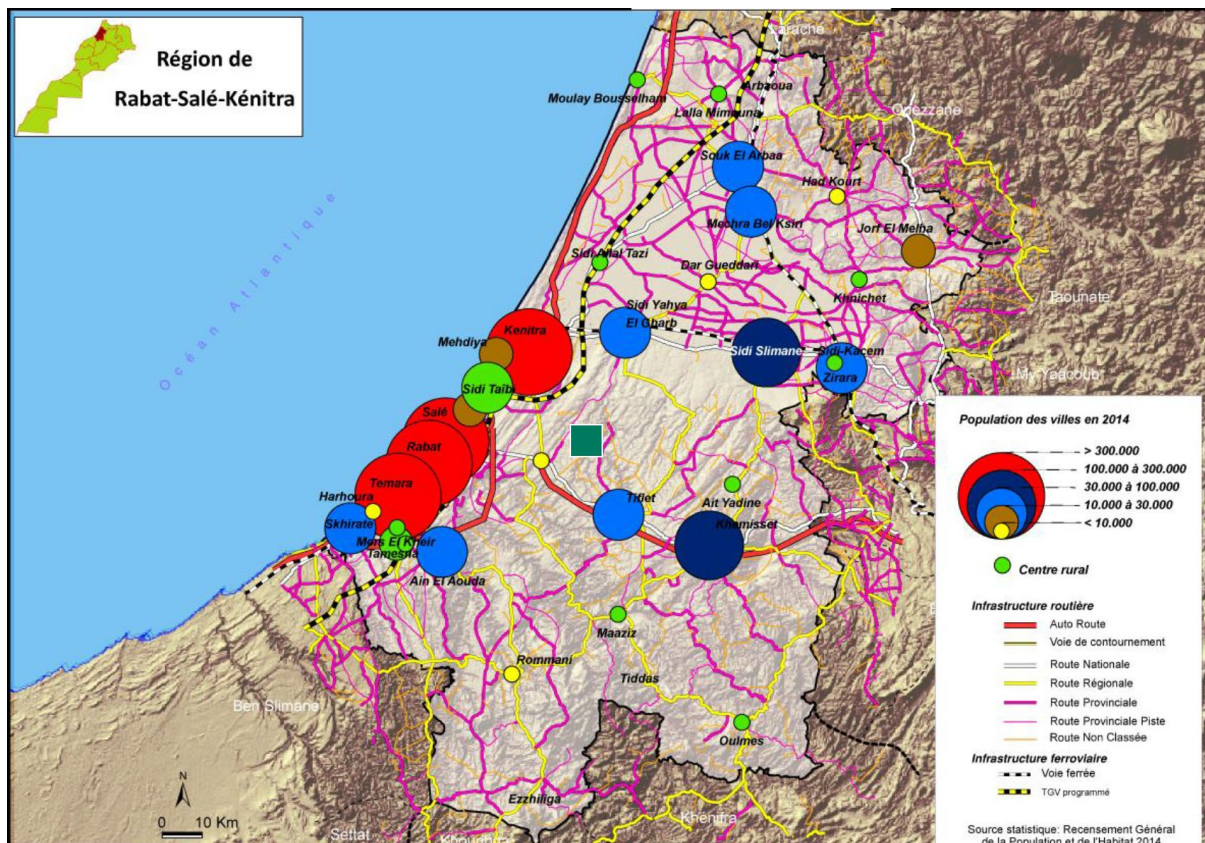 Région de
Rabat-Salé-Kénitra
Larache
Arbaoua
Moulay Bousselham
Lalla Mimouna
Ouezzane
Océan Atlantique
Souk El Arbaa
Had Kourt
Mechra Bel Ksiri
Jorf El Melha
Sidi Allal Tazi
Dar Gueddari
Khnichet
Taounate
Sidi Yahya
El Gharb
Kenitra
Mehdiya
Sidi Slimane
Sidi-Kacem
Zirara
My-Yaacoub
Sidi Taibi
Salé
Rabat
Temara
Harhoura
Skhirate
Mers El Kheir
Tamesna
Ain El Aouda
Tiflet
Ait Yadine
Khemisset
Maaziz
Rommani
Tiddas
Ben Slimane
Oulmes
Ezzhiliga
Settat
Khouribga
Khenifra
N
0 10 Km
Population des villes en 2014
> 300.000
100.000 à 300.000
30.000 à 100.000
10.000 à 30.000
< 10.000
Centre rural
Infrastructure routière
Auto Route
Voie de contournement
Route Nationale
Route Régionale
Route Provinciale
Route Provinciale Piste
Route Non Classée
Infrastructure ferroviaire
Voie ferrée
TGV programmé
Source statistique: Recensement Général
de la Population et de l'Habitat 2014